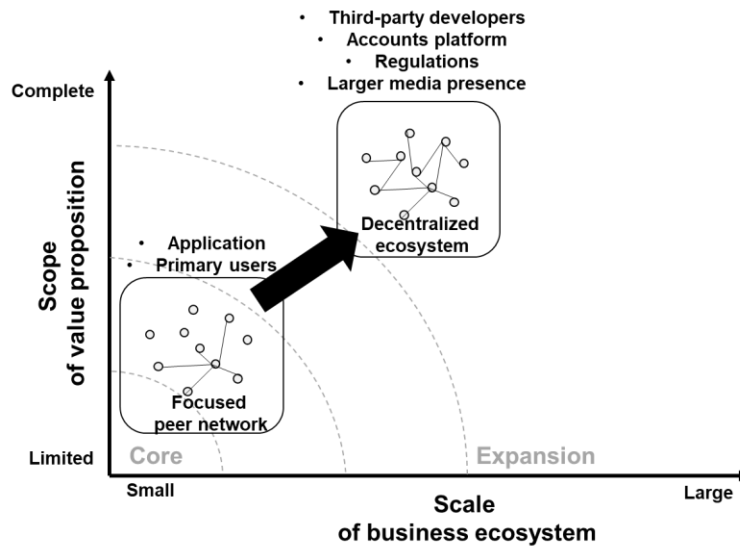 • Third-party developers
• Accounts platform
• Regulations
• Larger media presence
Complete
Decentralized
ecosystem
• Application
• Primary users
Scope
of value proposition
Focused
peer network
Limited
Core
Expansion
Small
Large
Scale
of business ecosystem